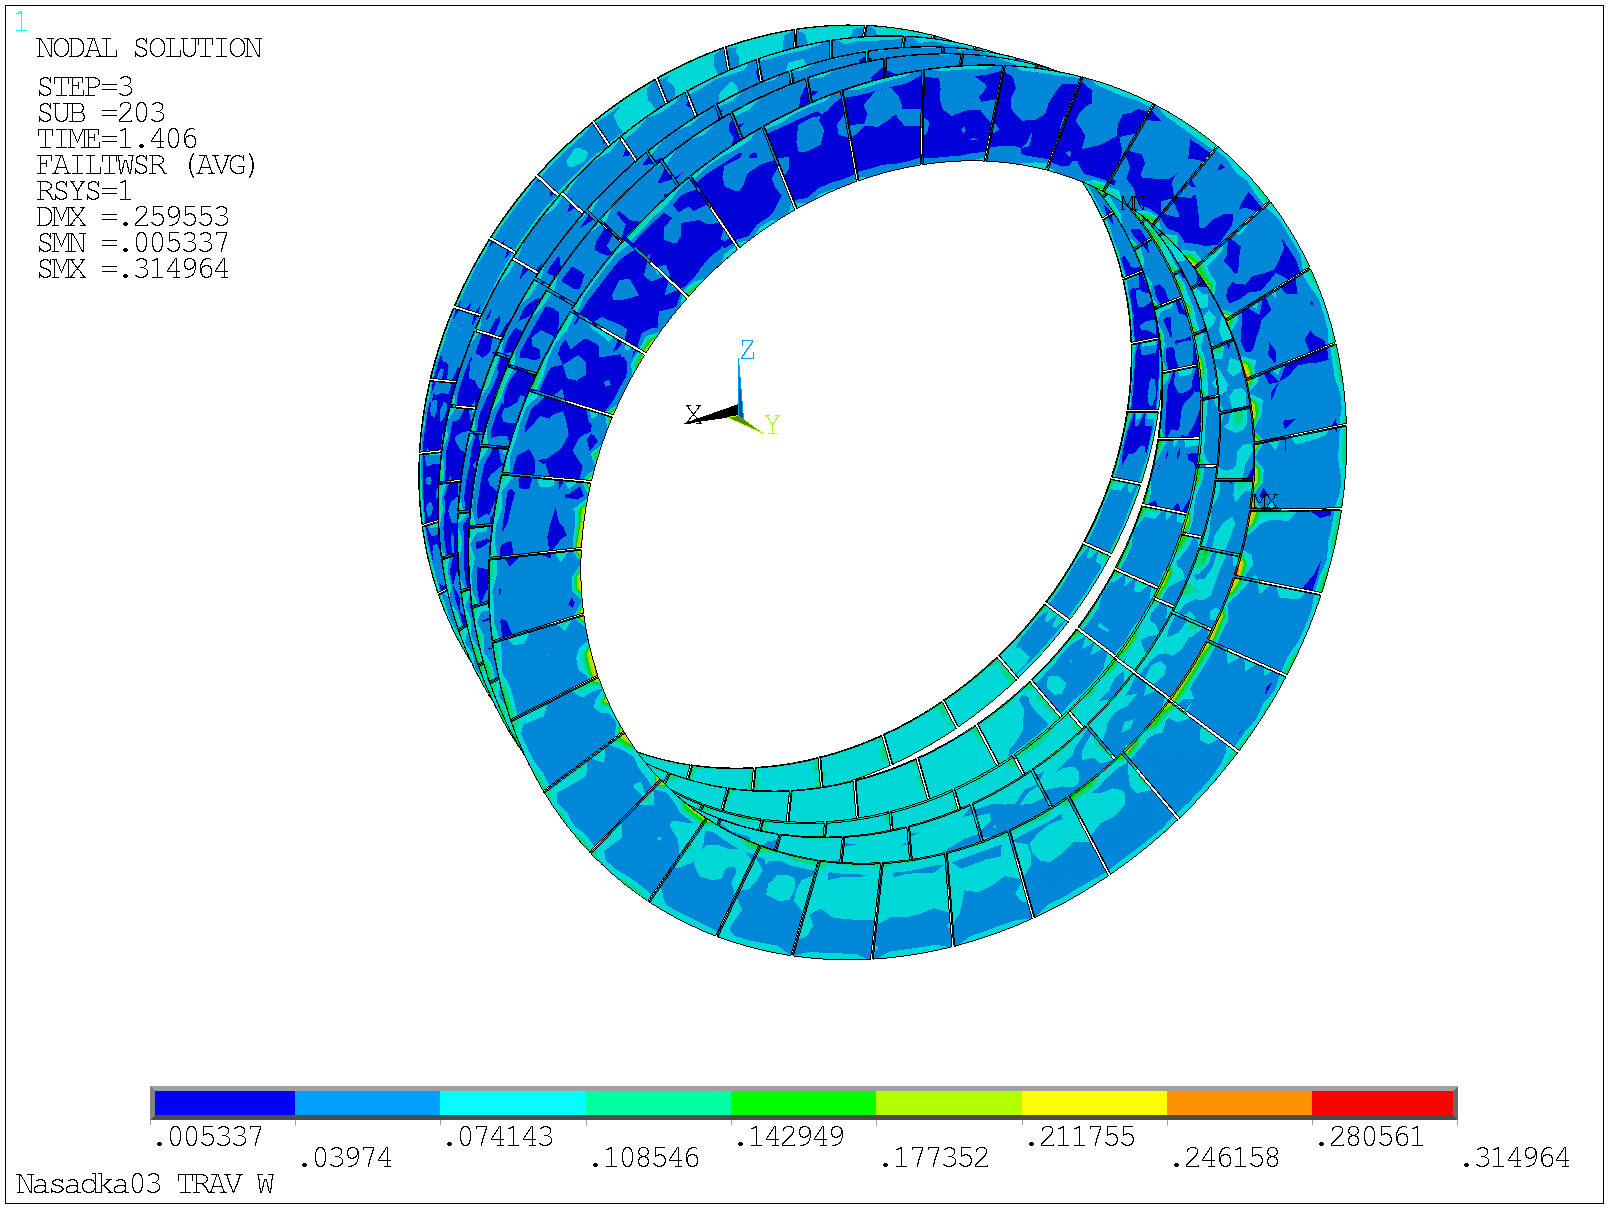 1
NODAL SOLUTION
STEP=3
SUB =203
TIME=1.406
FAILTWSR (AVG)
RSYS=1
DMX =.259553
SMN =.005337
SMX =.314964
MN
Z
X
Y
MX
.005337 .074143 .142949 .211755 .280561
.03974 .108546 .177352 .246158 .314964
Nasadka03 TRAV W